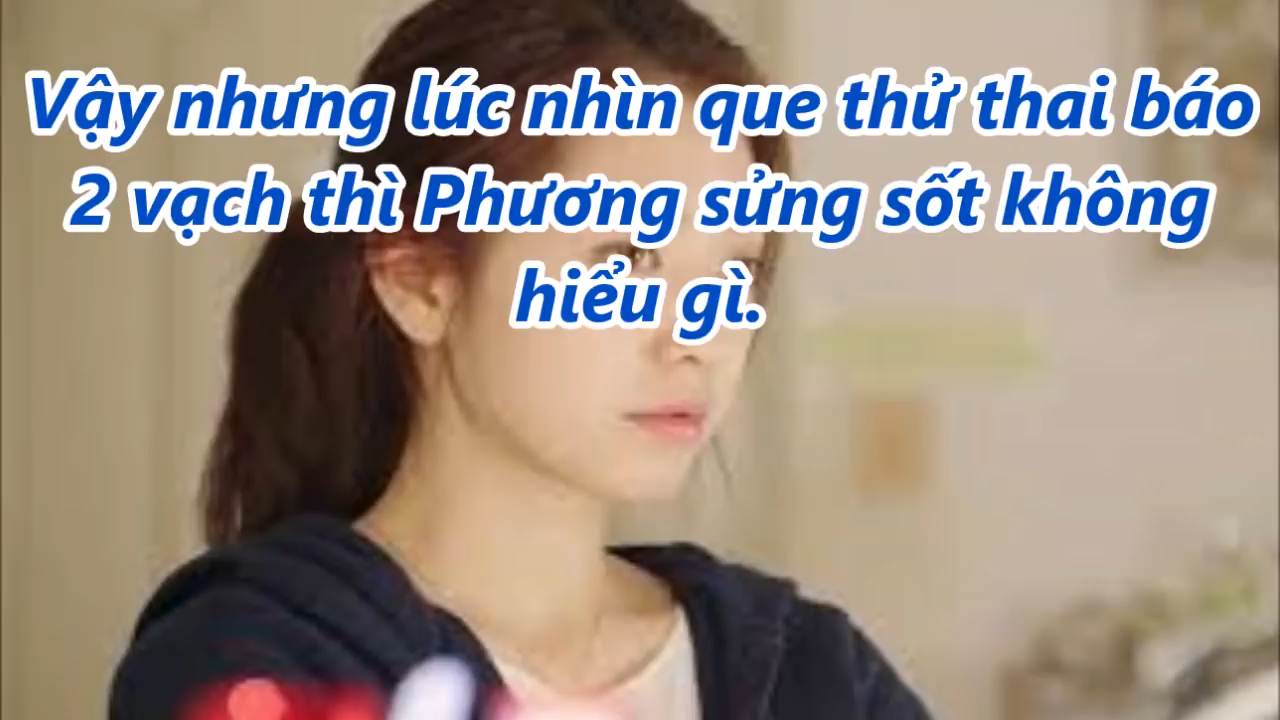 Vậy nhưng lúc nhìn que thử thai báo
2 vạch thì Phương sửng sốt không
hiểu gì.